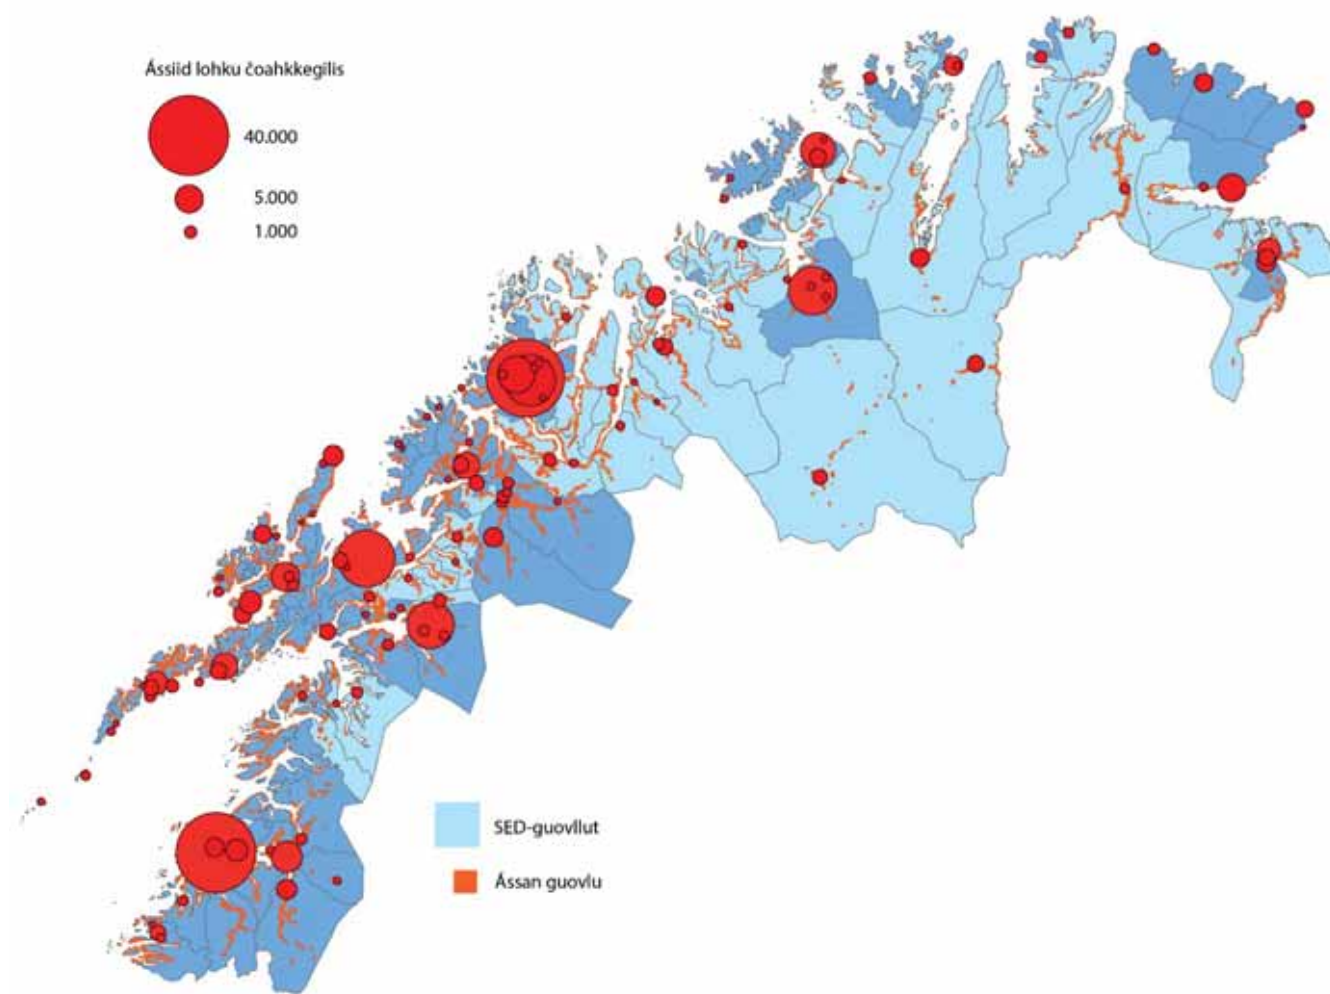 Ássiid lohku čoahkkegilis
40.000
5.000
1.000
SED-guovllut
Ássan guovlu